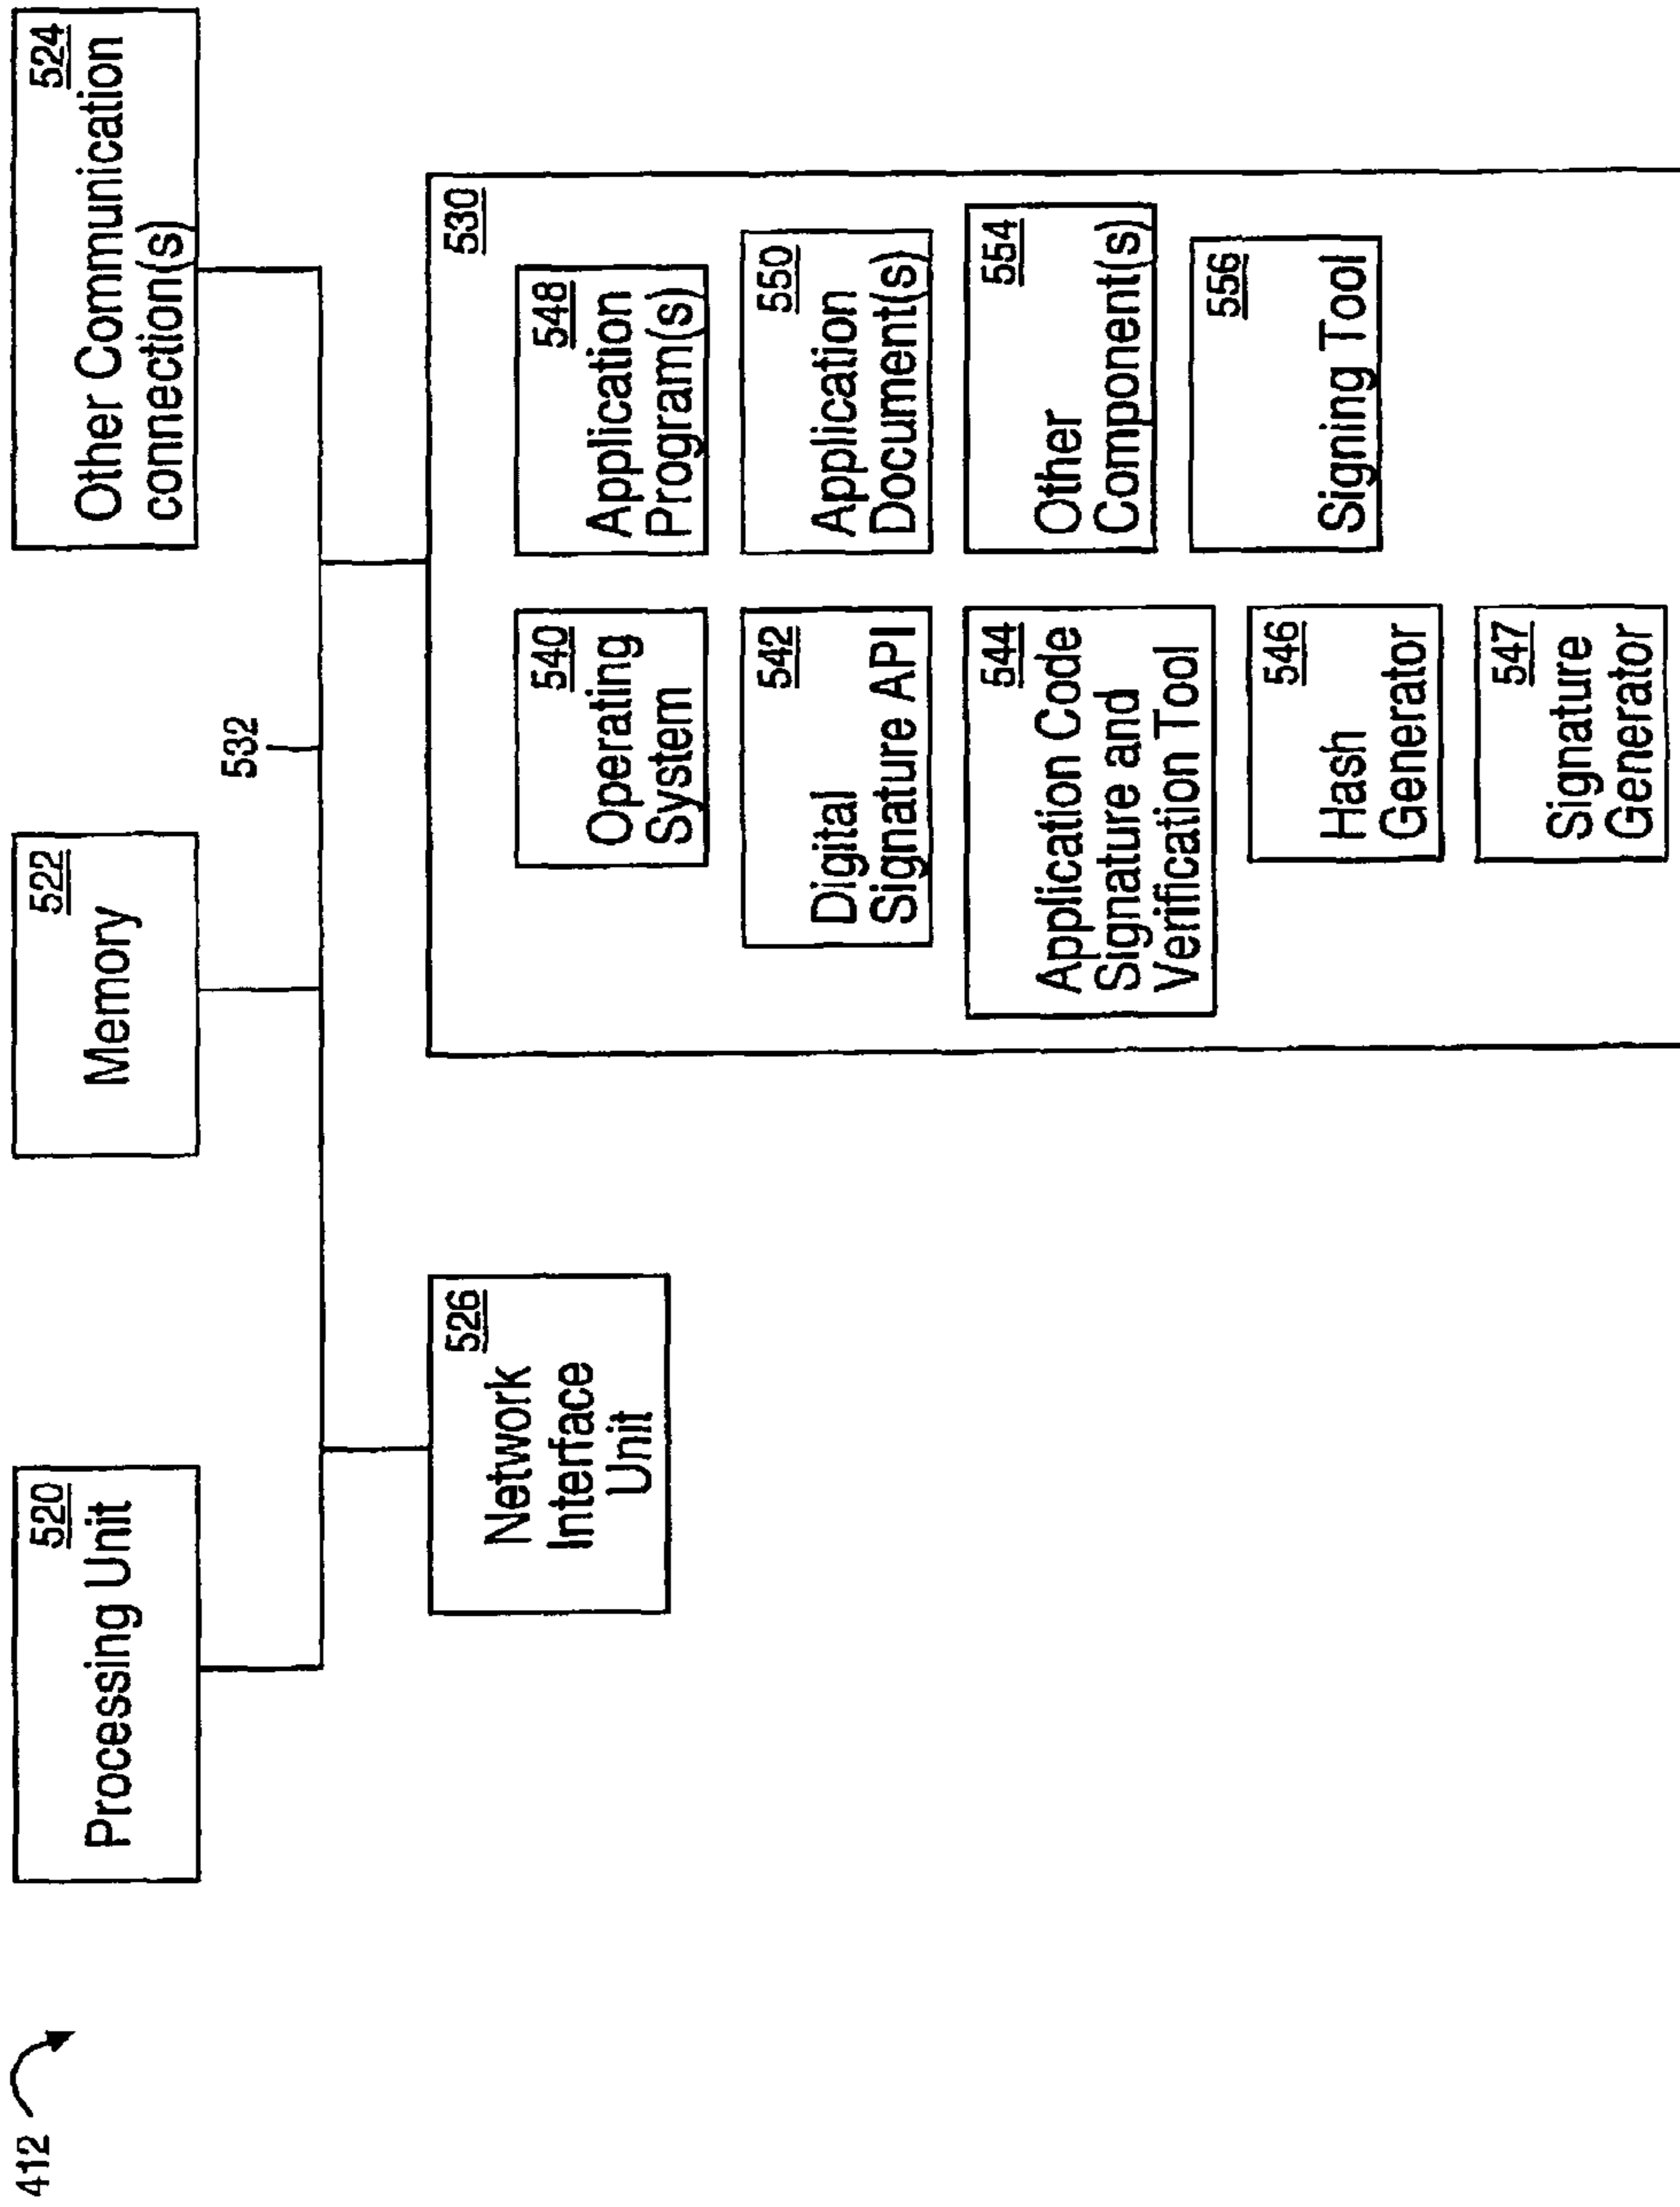 412
520
Processing Unit
522
Memory
524
Other Communication
connection(s)
532
526
Network
Interface
Unit
530
540
Operating
System
548
Application
Program(s)
542
Digital
Signature API
550
Application
Document(s)
544
Application Code
Signature and
Verification Tool
554
Other
Component(s)
546
Hash
Generator
556
Signing Tool
547
Signature
Generator